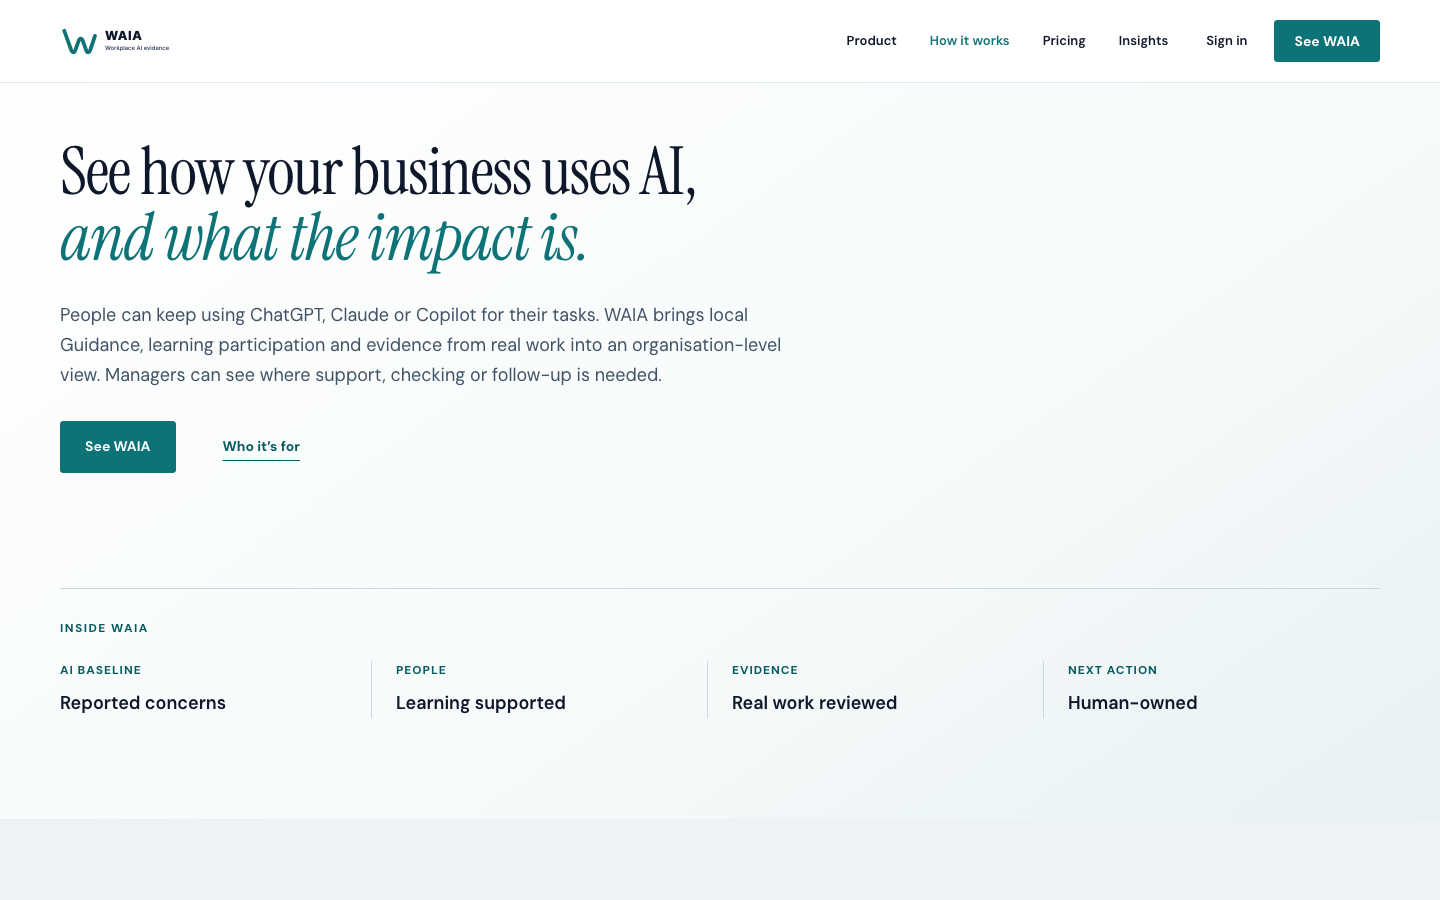 WAIA
Workplace AI evidence
Product
How it works
Pricing
Insights
Sign in
See WAIA
See how your business uses AI,
and what the impact is.
People can keep using ChatGPT, Claude or Copilot for their tasks. WAIA brings local
Guidance, learning participation and evidence from real work into an organisation-level
view. Managers can see where support, checking or follow-up is needed.
See WAIA
Who it’s for
INSIDE WAIA
AI BASELINE
Reported concerns
PEOPLE
Learning supported
EVIDENCE
Real work reviewed
NEXT ACTION
Human-owned